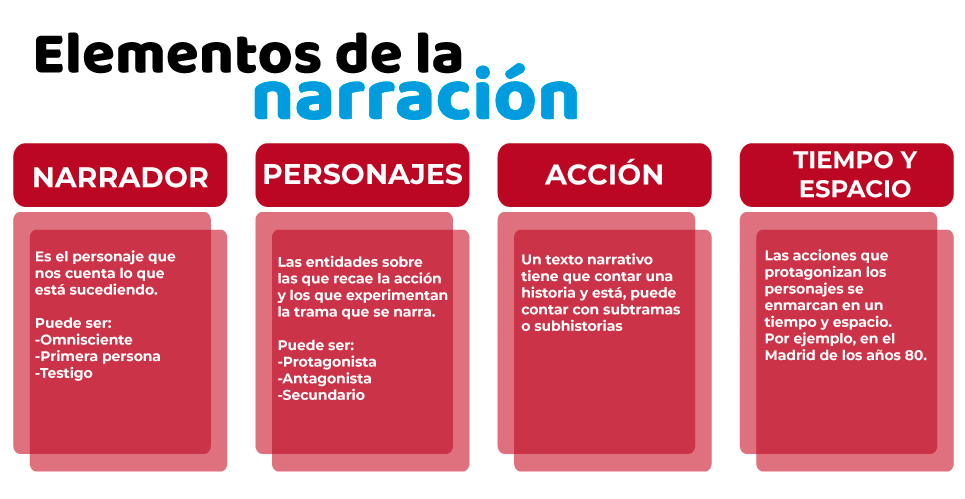 Elementos de la
narración
NARRADOR
Es el personaje que
nos cuenta lo que
está sucediendo.
Puede ser:
-Omnisciente
-Primera persona
-Testigo
PERSONAJES
Las entidades sobre
las que recae la acción
y los que experimentan
la trama que se narra.
Puede ser:
-Protagonista
-Antagonista
-Secundario
ACCIÓN
Un texto narrativo
tiene que contar una
historia y está, puede
contar con subtramas
o subhistorias
TIEMPO Y
ESPACIO
Las acciones que
protagonizan los
personajes se
enmarcan en un
tiempo y espacio.
Por ejemplo, en el
Madrid de los años 80.